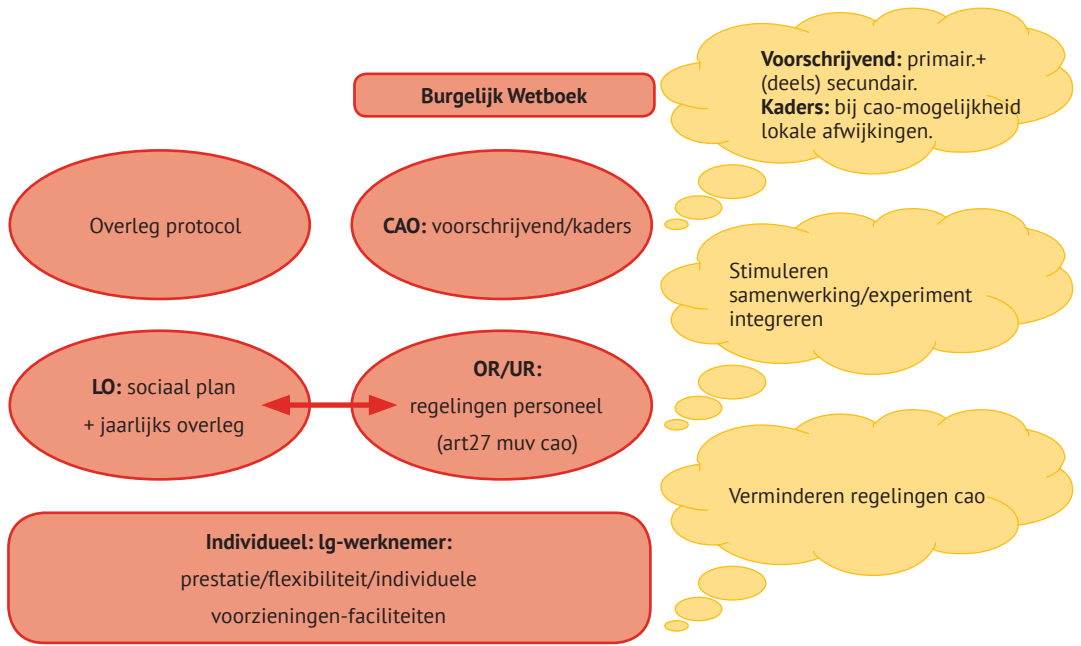 Burgelijk Wetboek
Voorschrijvend: primair.+
(deels) secundair.
Kaders: bij cao-mogelijkheid
lokale afwijkingen.
Overleg protocol
CAO: voorschrijvend/kaders
Stimuleren
samenwerking/experiment
integreren
LO: sociaal plan
+ jaarlijks overleg
OR/UR:
regelingen personeel
(art27 muv cao)
Verminderen regelingen cao
Individueel: lg-werknemer:
prestatie/flexibiliteit/individuele
voorzieningen-faciliteiten